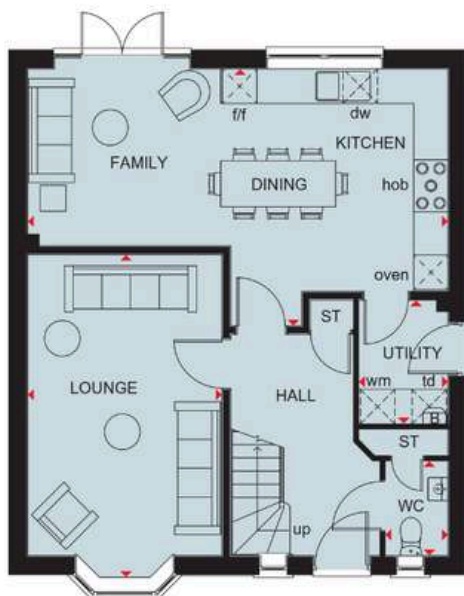 f/f
dw
KITCHEN
FAMILY
DINING
hob
oven
ST
UTILITY
wm
td
LOUNGE
HALL
B
ST
WC
up